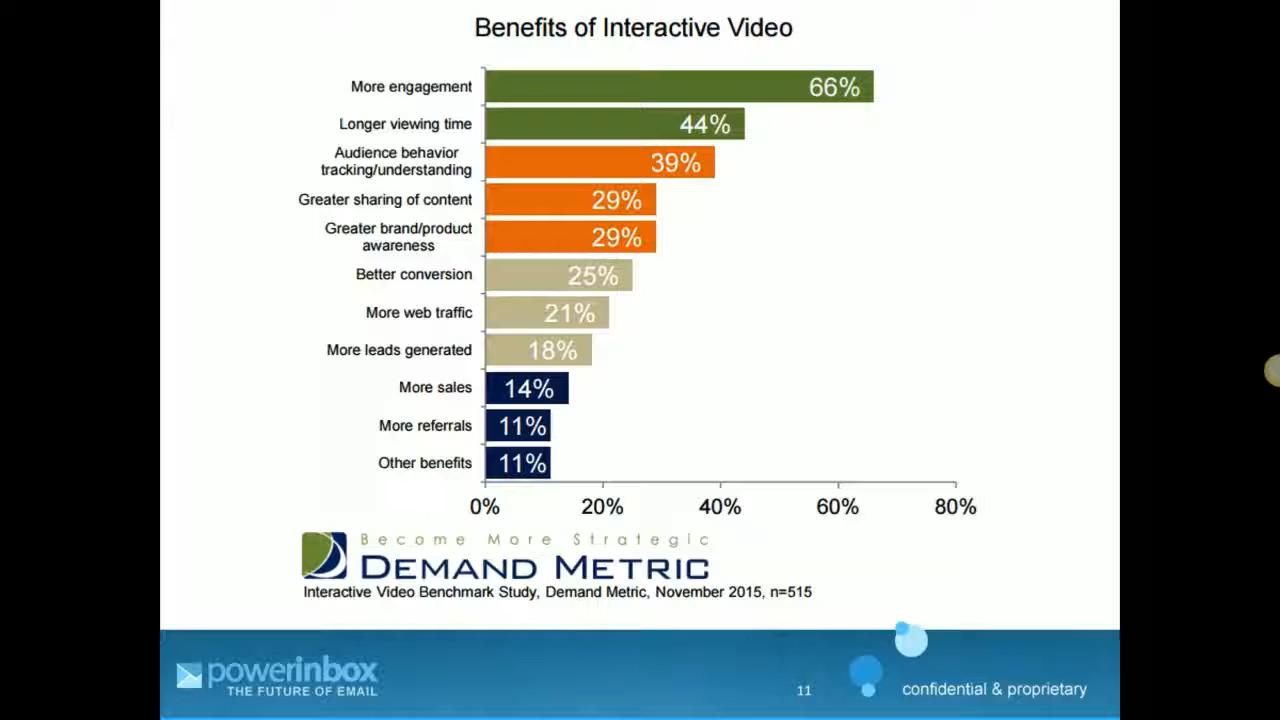 Benefits of Interactive Video
More engagement
66%
Longer viewing time
44%
Audience behavior
tracking/understanding
39%
Greater sharing of content
29%
Greater brand/product
awareness
29%
Better conversion
25%
More web traffic
21%
More leads generated
18%
More sales
14%
More referrals
11%
Other benefits
11%
0% 20% 40% 60% 80%
Become More Strategic
DEMAND METRIC
Interactive Video Benchmark Study, Demand Metric, November 2015, n=515
powerinbox
THE FUTURE OF EMAIL
11
confidential & proprietary